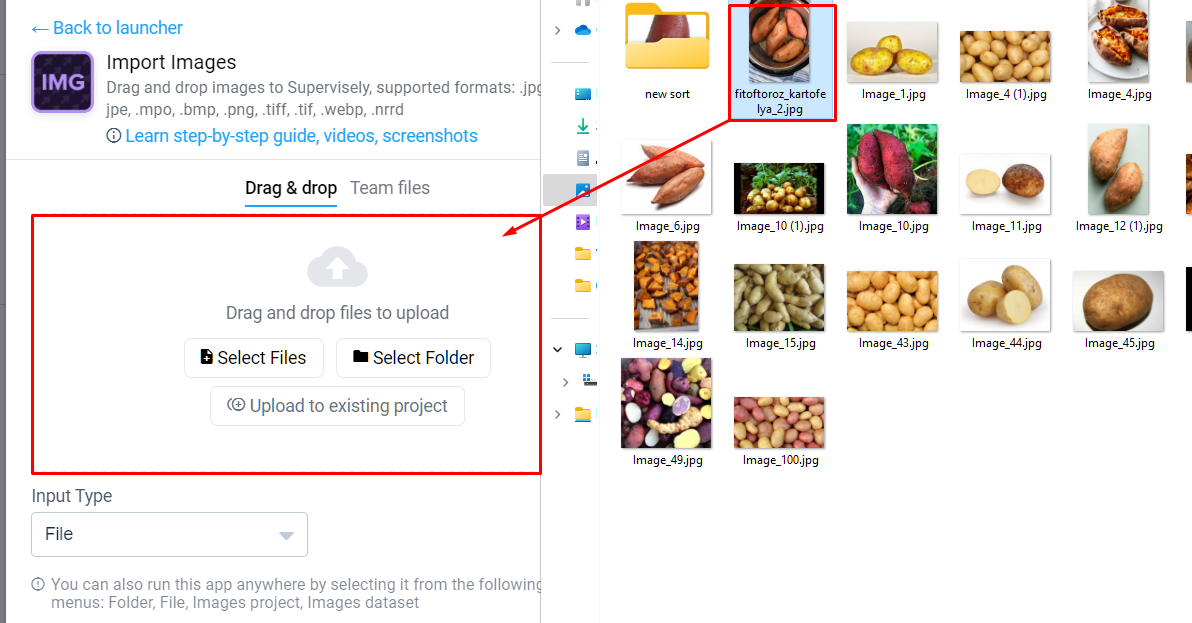 ← Back to launcher
IMG
Import Images
Drag and drop images to Supervisely, supported formats: .jpg
jpe, .mpo, .bmp, .png, .tiff, .tif, .webp, .nrrd
Learn step-by-step guide, videos, screenshots
Drag & drop Team files
Drag and drop files to upload
Select Files Select Folder
Upload to existing project
Input Type
File
You can also run this app anywhere by selecting it from the following
menus: Folder, File, Images project, Images dataset
new sort
fitoftoroz_kartofe
lya_2.jpg
Image_1.jpg
Image_4 (1).jpg
Image_4.jpg
Image_6.jpg
Image_10 (1).jpg
Image_10.jpg
Image_11.jpg
Image_12 (1).jpg
Image_14.jpg
Image_15.jpg
Image_43.jpg
Image_44.jpg
Image_45.jpg
Image_49.jpg
Image_100.jpg